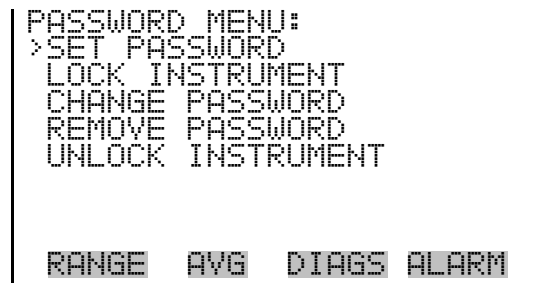 PASSWORD MENU:
>SET PASSWORD
LOCK INSTRUMENT
CHANGE PASSWORD
REMOVE PASSWORD
UNLOCK INSTRUMENT
RANGE AVG DIAGS ALARM